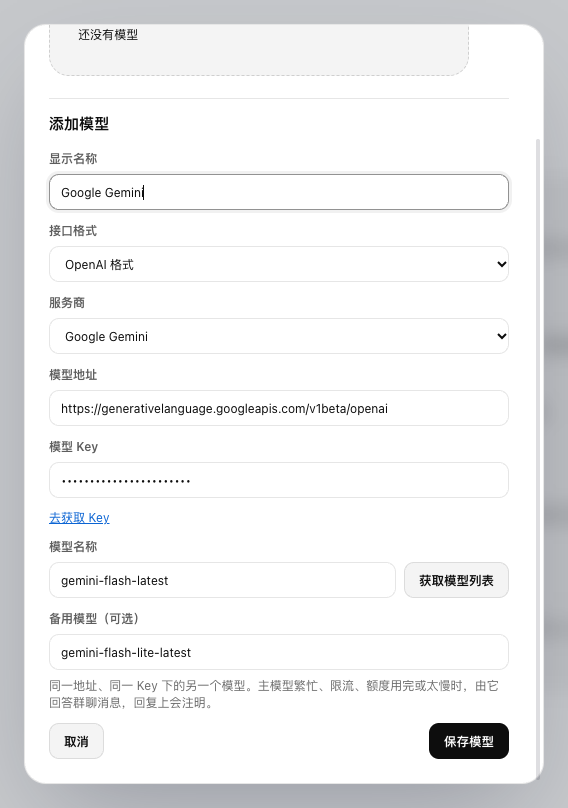 还没有模型
添加模型
显示名称
Google Gemini
接口格式
OpenAI 格式
服务商
Google Gemini
模型地址
https://generativelanguage.googleapis.com/v1beta/openai
模型 Key
•••••••••••••••••••••••
去获取 Key
模型名称
gemini-flash-latest
获取模型列表
备用模型（可选）
gemini-flash-lite-latest
同一地址、同一 Key 下的另一个模型。主模型繁忙、限流、额度用完或太慢时，由它
回答群聊消息，回复上会注明。
取消
保存模型